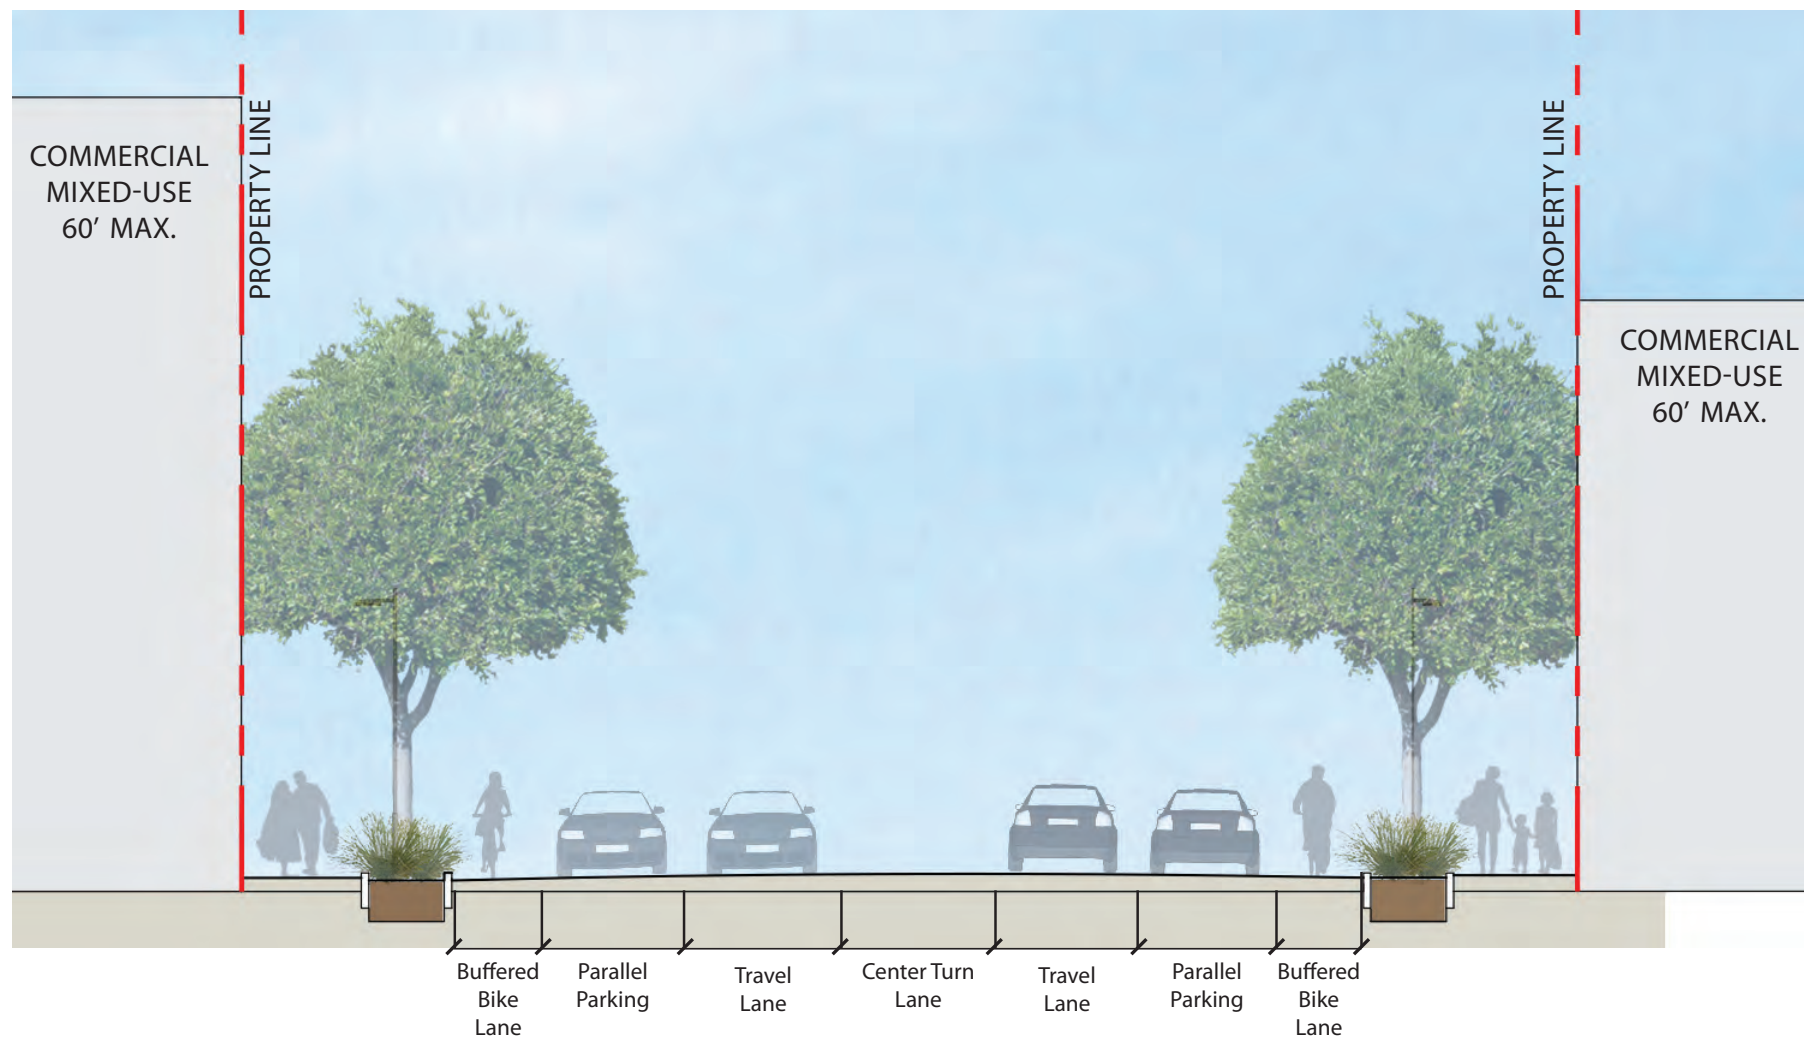 COMMERCIAL
MIXED-USE
60’ MAX.
PROPERTY LINE
PROPERTY LINE
COMMERCIAL
MIXED-USE
60’ MAX.
Buffered
Bike
Lane
Parallel
Parking
Travel
Lane
Center Turn
Lane
Travel
Lane
Parallel
Parking
Buffered
Bike
Lane